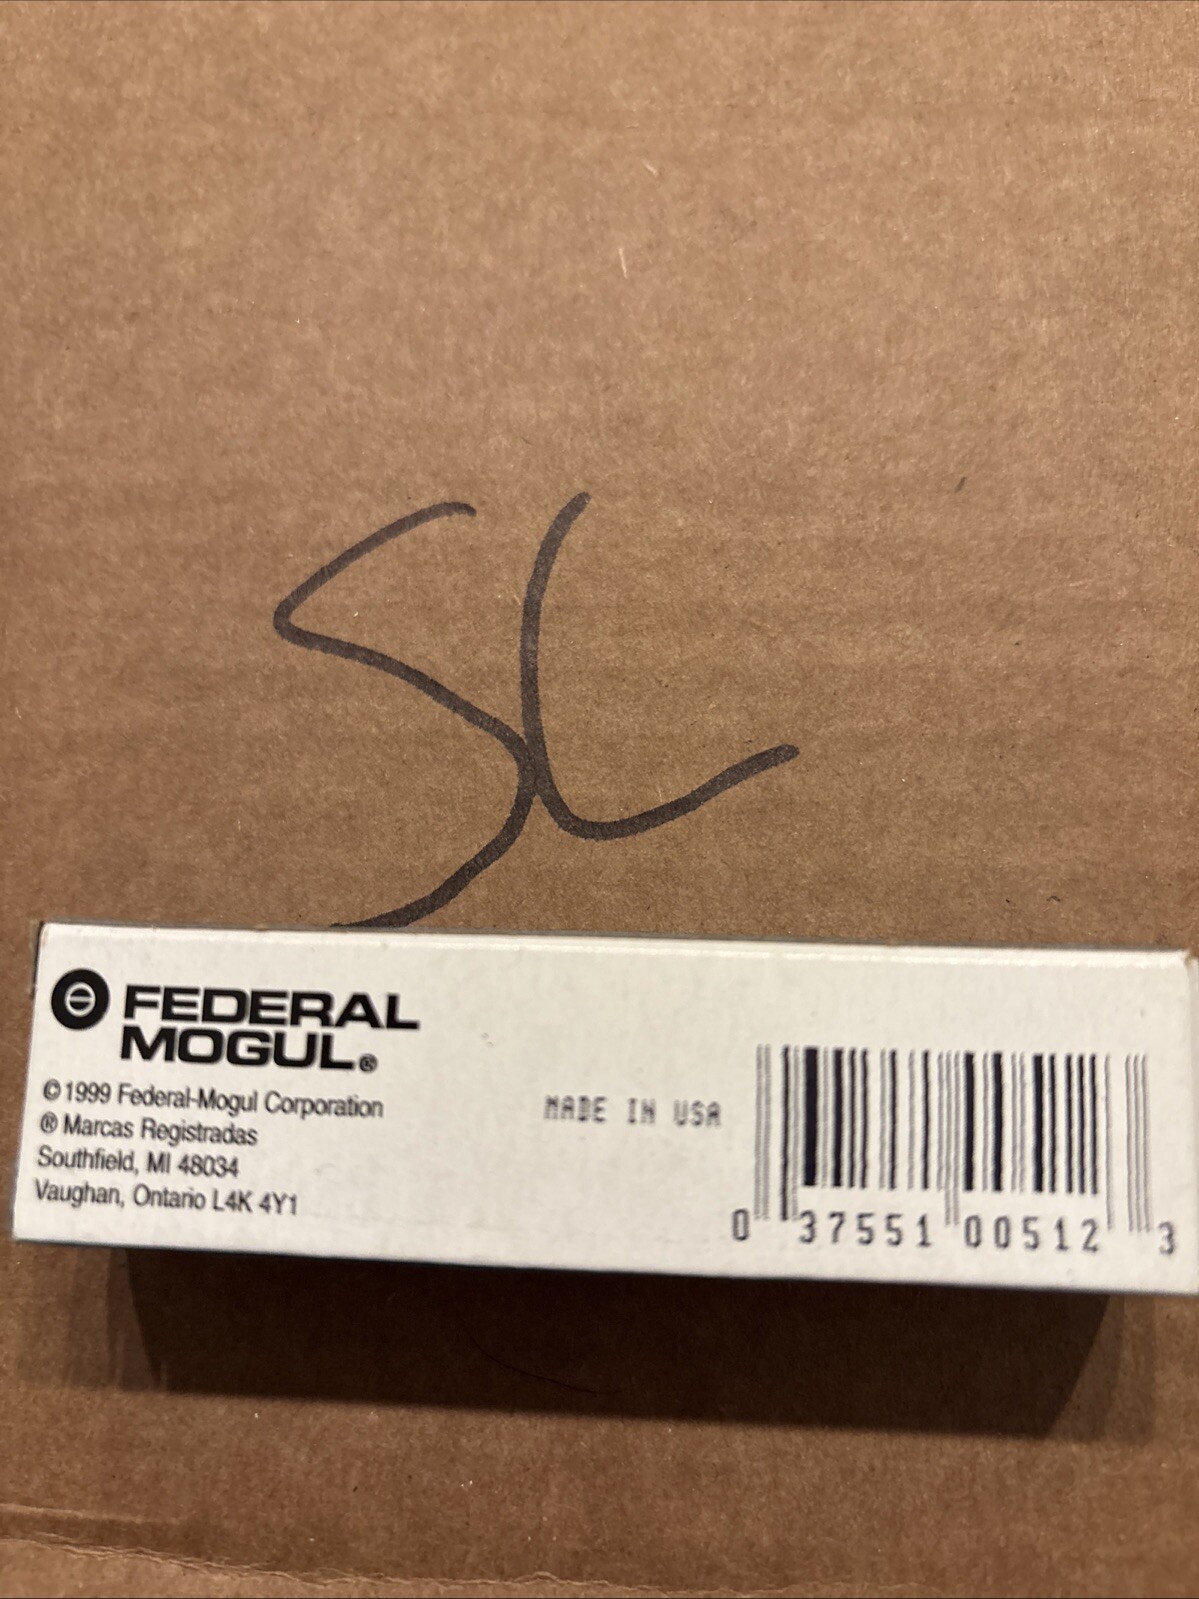 SL
FEDERAL
MOGUL®
©1999 Federal-Mogul Corporation
® Marcas Registradas
Southfield, MI 48034
Vaughan, Ontario L4K 4Y1
MADE IN USA
0 37551 00512 3